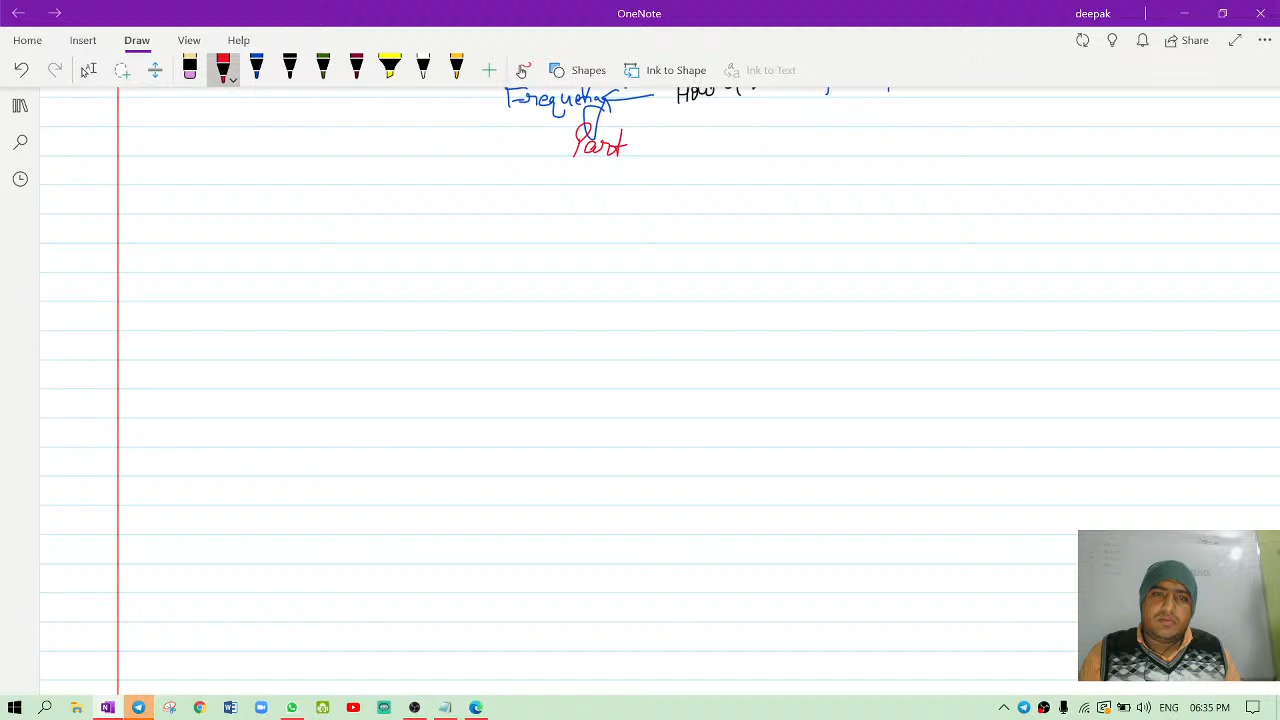 OneNote
deepak
Home Insert Draw View Help
Share
Shapes Ink to Shape Ink to Text
Part
ENG 06:35 PM